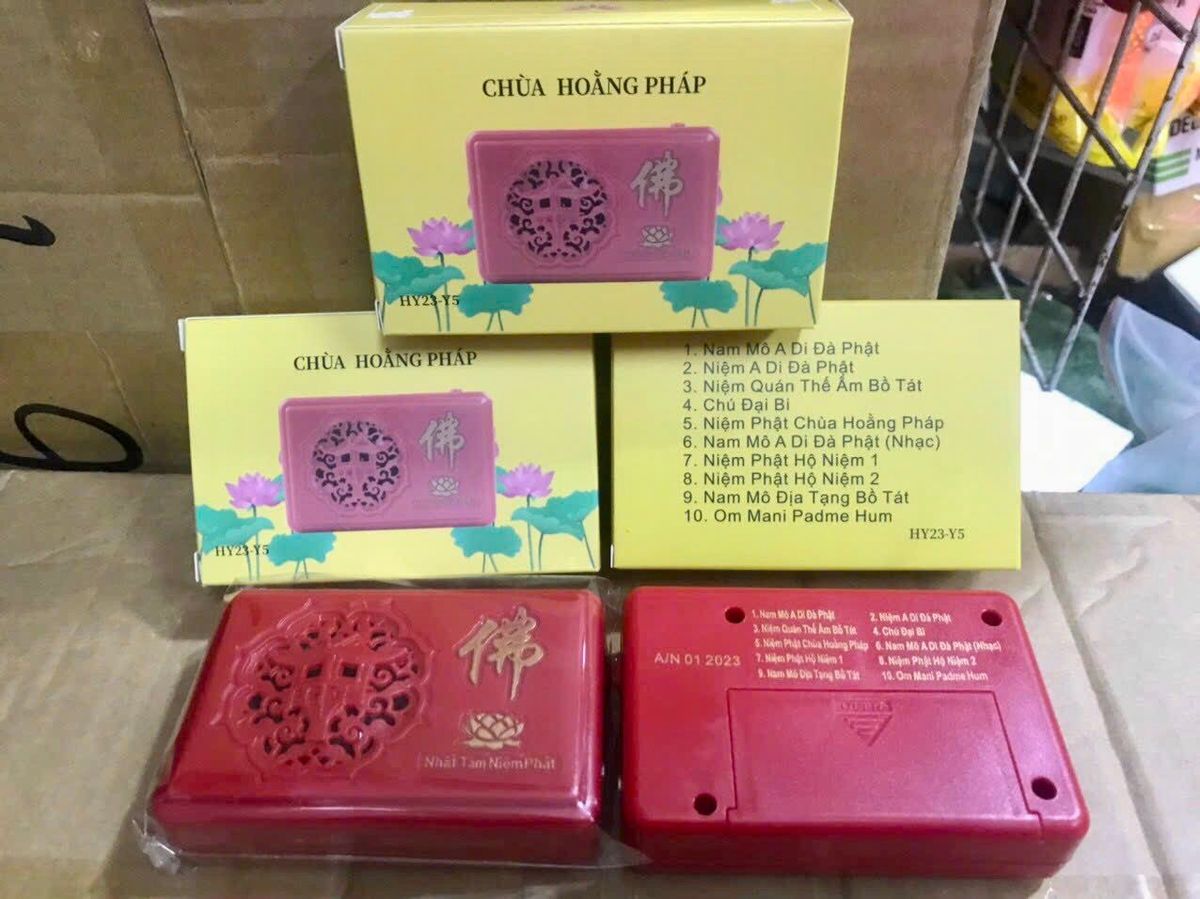 CHÙA HOẰNG PHÁP
佛
HY23-Y5
CHÙA HOẰNG PHÁP
佛
HY23-Y5
1. Nam Mô A Di Đà Phật
2. Niệm A Di Đà Phật
3. Niệm Quán Thế Âm Bồ Tát
4. Chú Đại Bi
5. Niệm Phật Chùa Hoằng Pháp
6. Nam Mô A Di Đà Phật (Nhạc)
7. Niệm Phật Hộ Niệm 1
8. Niệm Phật Hộ Niệm 2
9. Nam Mô Địa Tạng Bồ Tát
10. Om Mani Padme Hum
HY23-Y5
佛
Nhất Tâm Niệm Phật
1. Nam Mô A Di Đà Phật 2. Niệm A Di Đà Phật
3. Niệm Quán Thế Âm Bồ Tát 4. Chú Đại Bi
5. Niệm Phật Chùa Hoằng Pháp 6. Nam Mô A Di Đà Phật (Nhạc)
A/N 01 2023
7. Niệm Phật Hộ Niệm 1 8. Niệm Phật Hộ Niệm 2
9. Nam Mô Địa Tạng Bồ Tát 10. Om Mani Padme Hum